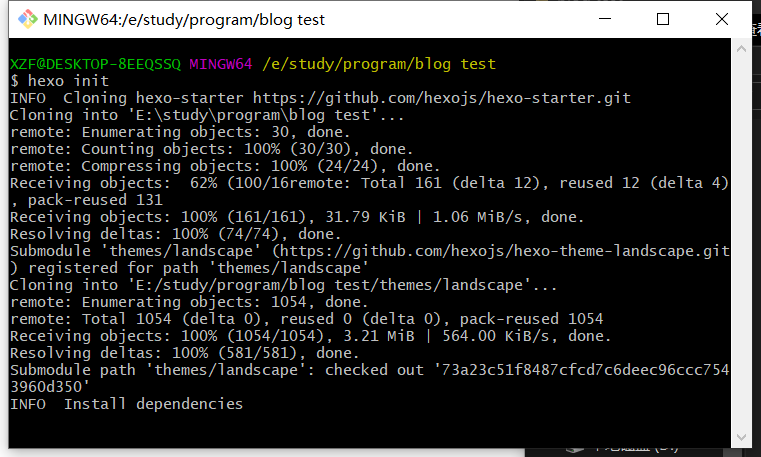 MINGW64:/e/study/program/blog test
XZF@DESKTOP-8EEQSSQ MINGW64 /e/study/program/blog test
$ hexo init
INFO  Cloning hexo-starter https://github.com/hexojs/hexo-starter.git
Cloning into 'E:\study\program\blog test'...
remote: Enumerating objects: 30, done.
remote: Counting objects: 100% (30/30), done.
remote: Compressing objects: 100% (24/24), done.
Receiving objects:  62% (100/16remote: Total 161 (delta 12), reused 12 (delta 4)
, pack-reused 131
Receiving objects: 100% (161/161), 31.79 KiB | 1.06 MiB/s, done.
Resolving deltas: 100% (74/74), done.
Submodule 'themes/landscape' (https://github.com/hexojs/hexo-theme-landscape.git
) registered for path 'themes/landscape'
Cloning into 'E:/study/program/blog test/themes/landscape'...
remote: Enumerating objects: 1054, done.
remote: Total 1054 (delta 0), reused 0 (delta 0), pack-reused 1054
Receiving objects: 100% (1054/1054), 3.21 MiB | 564.00 KiB/s, done.
Resolving deltas: 100% (581/581), done.
Submodule path 'themes/landscape': checked out '73a23c51f8487cfcd7c6deec96ccc754
3960d350'
INFO  Install dependencies